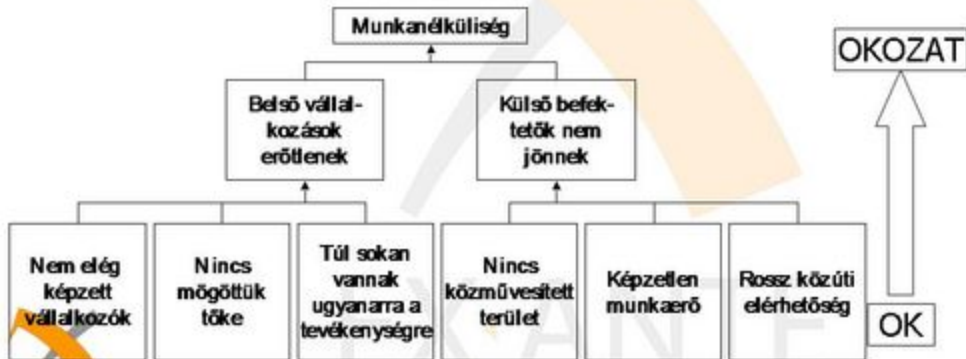 Munkanélküliség
OKOZAT
Belső vállal-
kozások
erőtlenek
Külső befek-
tetők nem
jönnek
Nem elég
képzett
vállalkozók
Nincs
mögöttük
tőke
Túl sokan
vannak
ugyanarra a
tevékenységre
Nincs
közművesített
terület
Képzetlen
munkaerő
Rossz közúti
elérhetőség
OK